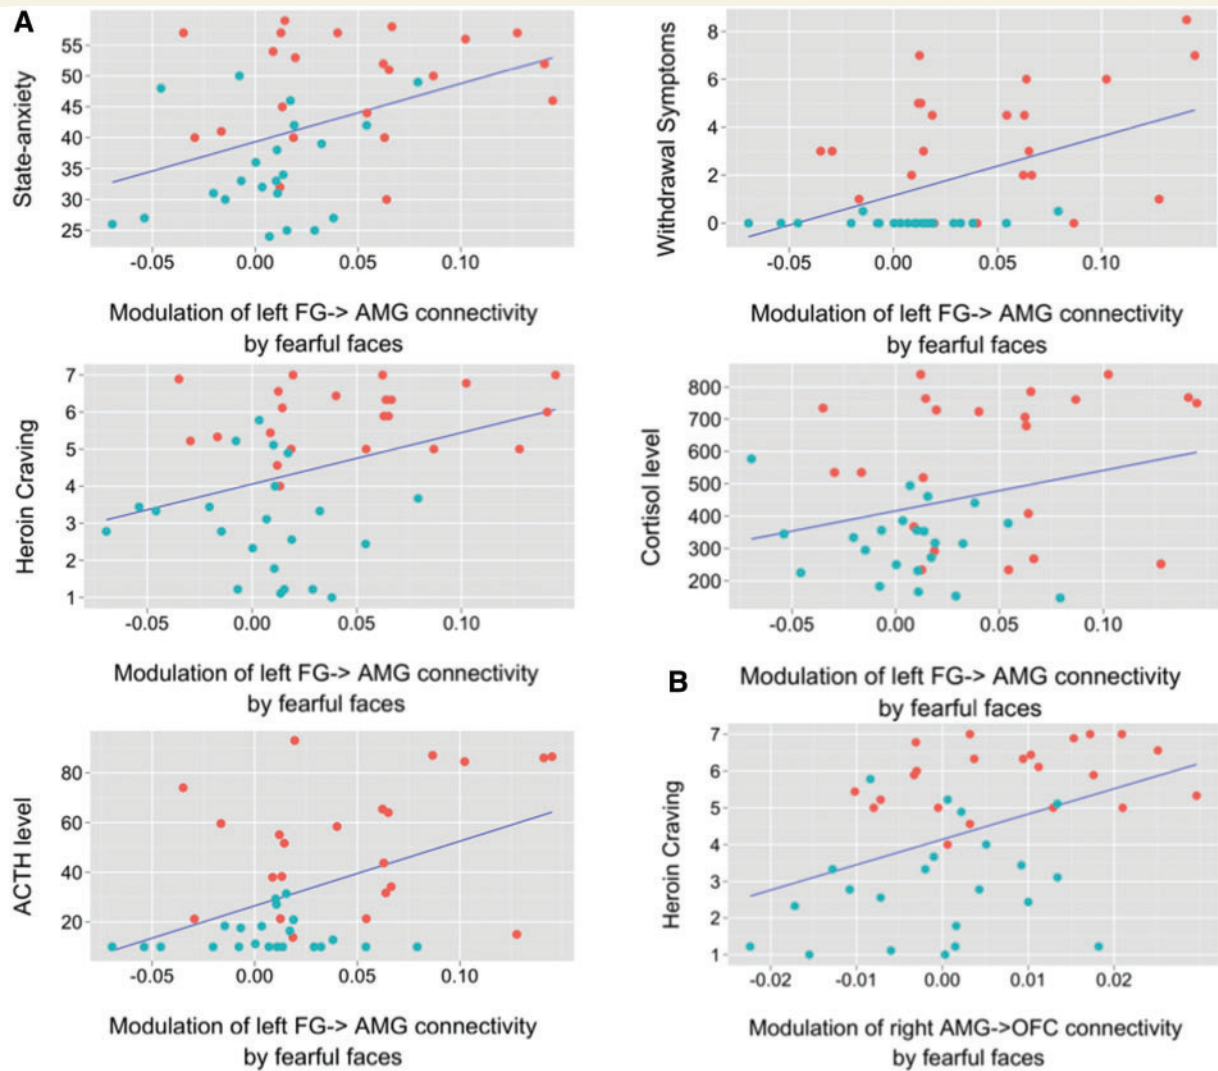 A
State-anxiety
55
50
45
40
35
30
25
-0.05 0.00 0.05 0.10
Modulation of left FG-> AMG connectivity
by fearful faces
Withdrawal Symptoms
8
6
4
2
0
-0.05 0.00 0.05 0.10
Modulation of left FG-> AMG connectivity
by fearful faces
Heroin Craving
7
6
5
4
3
2
1
-0.05 0.00 0.05 0.10
Modulation of left FG-> AMG connectivity
by fearful faces
Cortisol level
800
700
600
500
400
300
200
-0.05 0.00 0.05 0.10
Modulation of left FG-> AMG connectivity
by fearful faces
ACTH level
80
60
40
20
-0.05 0.00 0.05 0.10
Modulation of left FG-> AMG connectivity
by fearful faces
B
Heroin Craving
7
6
5
4
3
2
1
-0.02 -0.01 0.00 0.01 0.02
Modulation of right AMG->OFC connectivity
by fearful faces